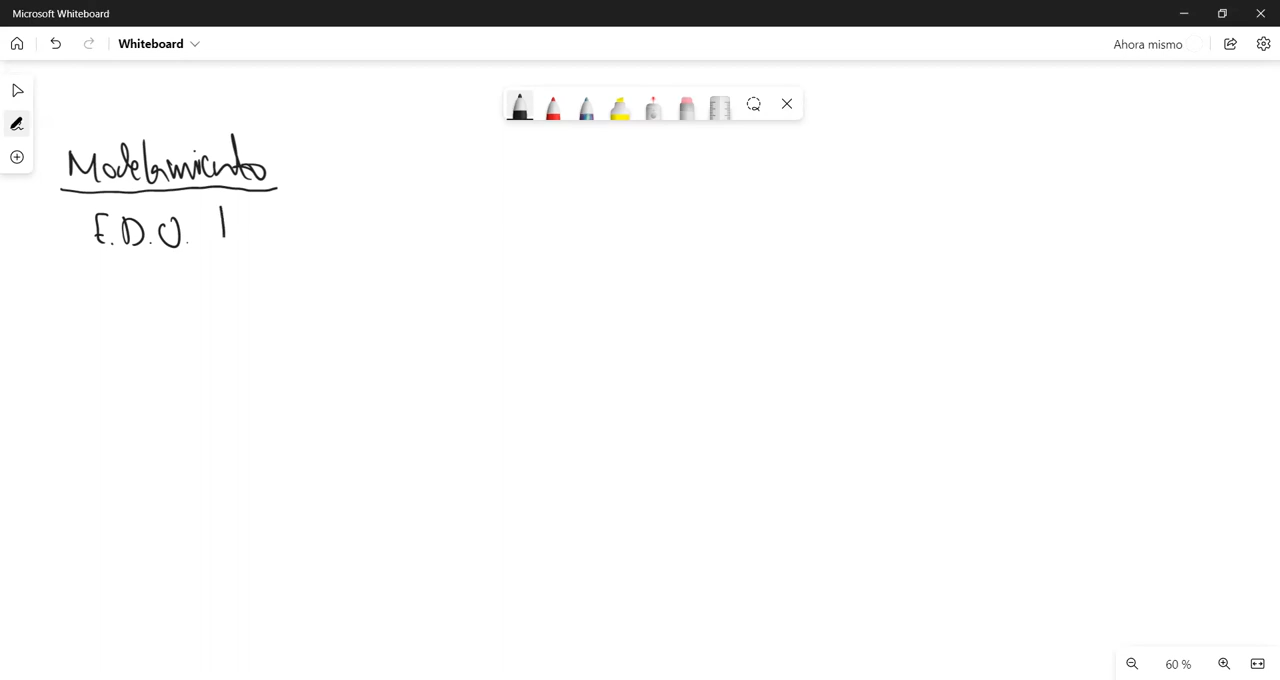 Microsoft Whiteboard
Whiteboard
Ahora mismo
Modelamiento
E.D.O. 1
60 %